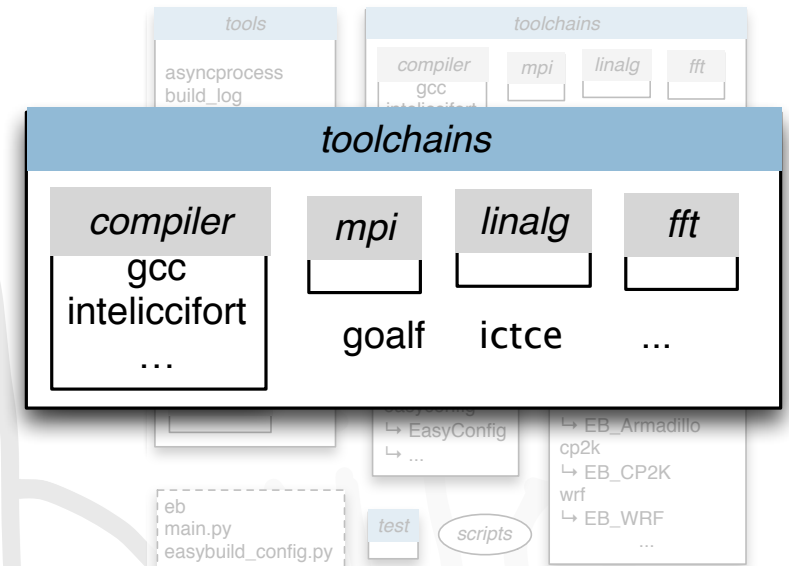 tools
toolchains
asyncprocess
build_log
compiler
mpi
linalg
fft
gcc
toolchains
compiler
mpi
linalg
fft
gcc
inteliccifort
...
goalf ictce ...
↳ EasyConfig
↳ ...
↳ EB_Armadillo
cp2k
↳ EB_CP2K
wrf
↳ EB_WRF
...
eb
main.py
easybuild_config.py
test
scripts